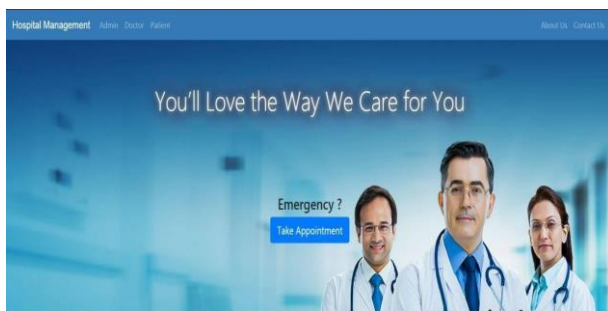 Hospital Management Admin Doctor Patient About Us Contact Us
You'll Love the Way We Care for You
Emergency ?
Take Appointment